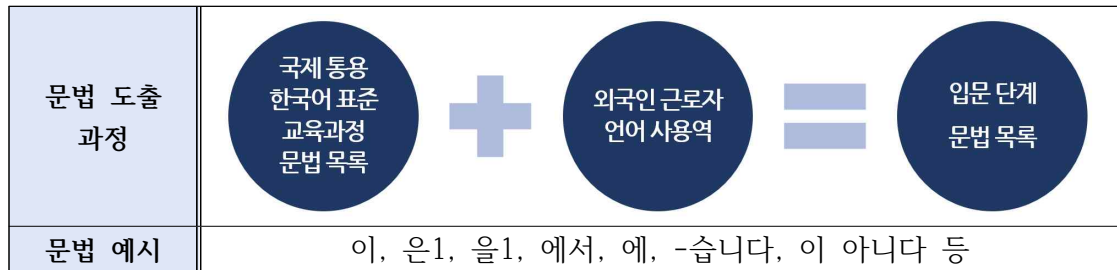 문법 도출
과정
국제 통용
한국어 표준
교육과정
문법 목록
외국인 근로자
언어 사용역
입문 단계
문법 목록
문법 예시
이, 은1, 을1, 에서, 에, -습니다, 이 아니다 등